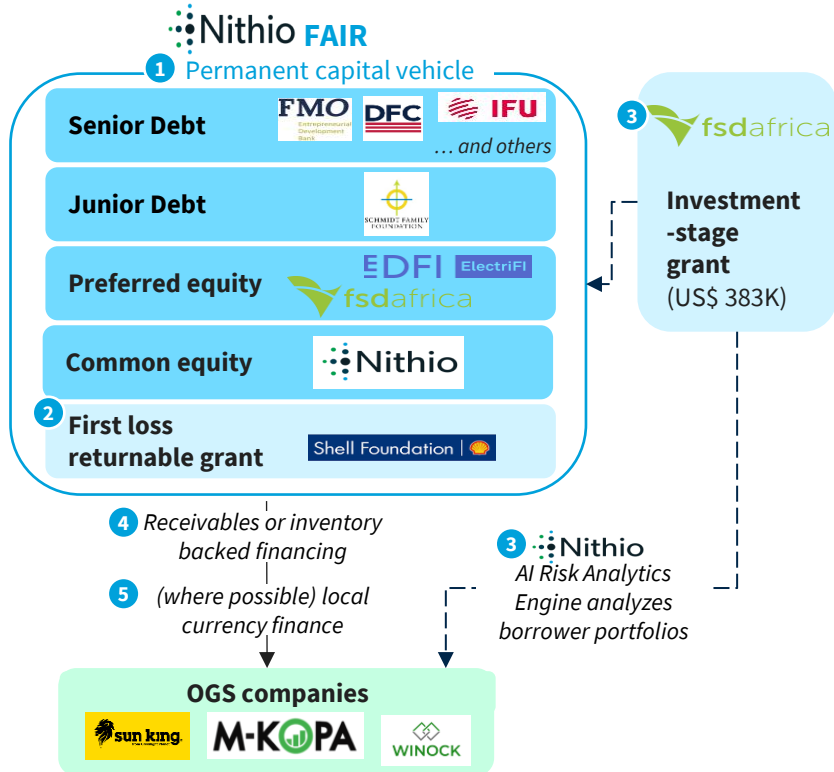 Nithio FAIR
1 Permanent capital vehicle
Senior Debt
FMO
Entrepreneurial
Development
Bank
DFC
IFU
... and others
Junior Debt
SCHMIDT FAMILY
FOUNDATION
Preferred equity
EDFI ElectriFI
fsdafrica
Common equity
Nithio
2
First loss
returnable grant
Shell Foundation
3
fsdafrica
Investment
-stage
grant
(US$ 383K)
4 Receivables or inventory
backed financing
5 (where possible) local
currency finance
3 Nithio
AI Risk Analytics
Engine analyzes
borrower portfolios
OGS companies
sun king.
M-KOPA
WINOCK